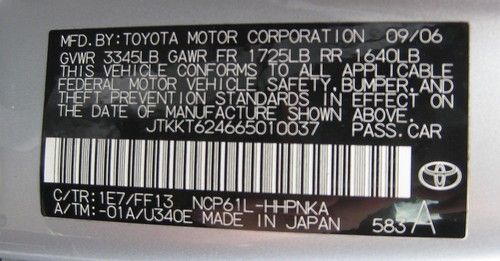 MFD.BY:TOYOTA MOTOR CORPORATION 09/06
GVWR 3345LB GAWR FR 1725LB RR 1640LB
THIS VEHICLE CONFORMS TO ALL APPLICABLE
FEDERAL MOTOR VEHICLE SAFETY,BUMPER,AND
THEFT PREVENTION STANDARDS IN EFFECT ON
THE DATE OF MANUFACTURE SHOWN ABOVE.
JTKKT624665010037 PASS.CAR
TOYOTA
C/TR:1E7/FF13 NCP61L-HHPNKA
A/TM:-01A/U340E MADE IN JAPAN 583 A